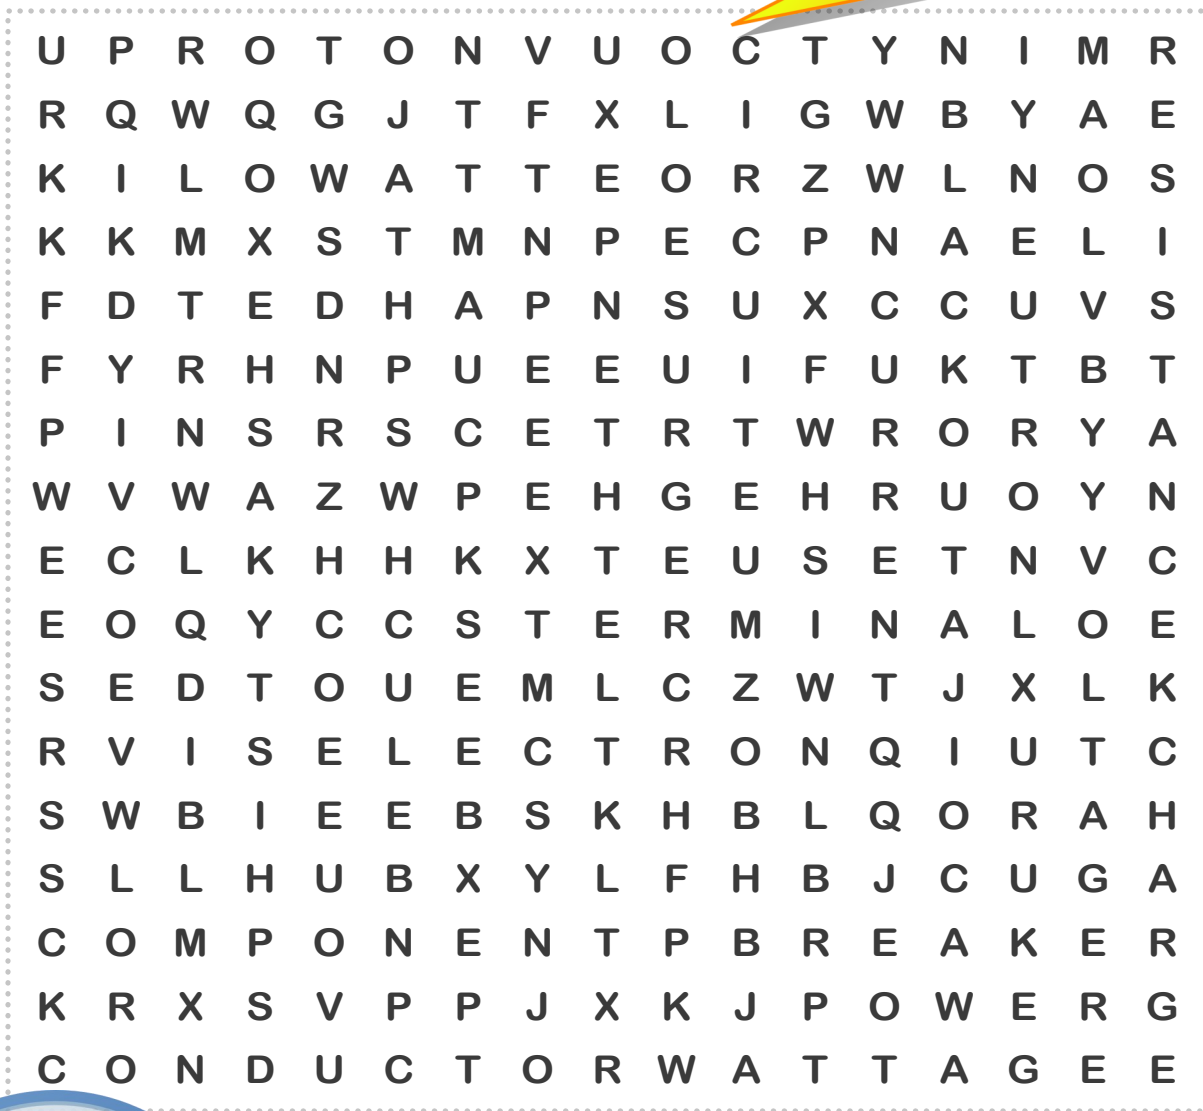 U P R O T O N V U O C T Y N I M R
R Q W Q G J T F X L I G W B Y A E
K I L O W A T T E O R Z W L N O S
K K M X S T M N P E C P N A E L I
F D T E D H A P N S U X C C U V S
F Y R H N P U E E U I F U K T B T
P I N S R S C E T R T W R O R Y A
W V W A Z W P E H G E H R U O Y N
E C L K H H K X T E U S E T N V C
E O Q Y C C S T E R M I N A L O E
S E D T O U E M L C Z W T J X L K
R V I S E L E C T R O N Q I U T C
S W B I E E B S K H B L Q O R A H
S L L H U B X Y L F H B J C U G A
C O M P O N E N T P B R E A K E R
K R X S V P P J X K J P O W E R G
C O N D U C T O R W A T T A G E E